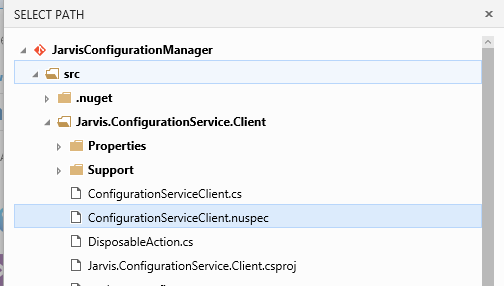 SELECT PATH
JarvisConfigurationManager
src
.nuget
Jarvis.ConfigurationService.Client
Properties
Support
ConfigurationServiceClient.cs
ConfigurationServiceClient.nuspec
DisposableAction.cs
Jarvis.ConfigurationService.Client.csproj